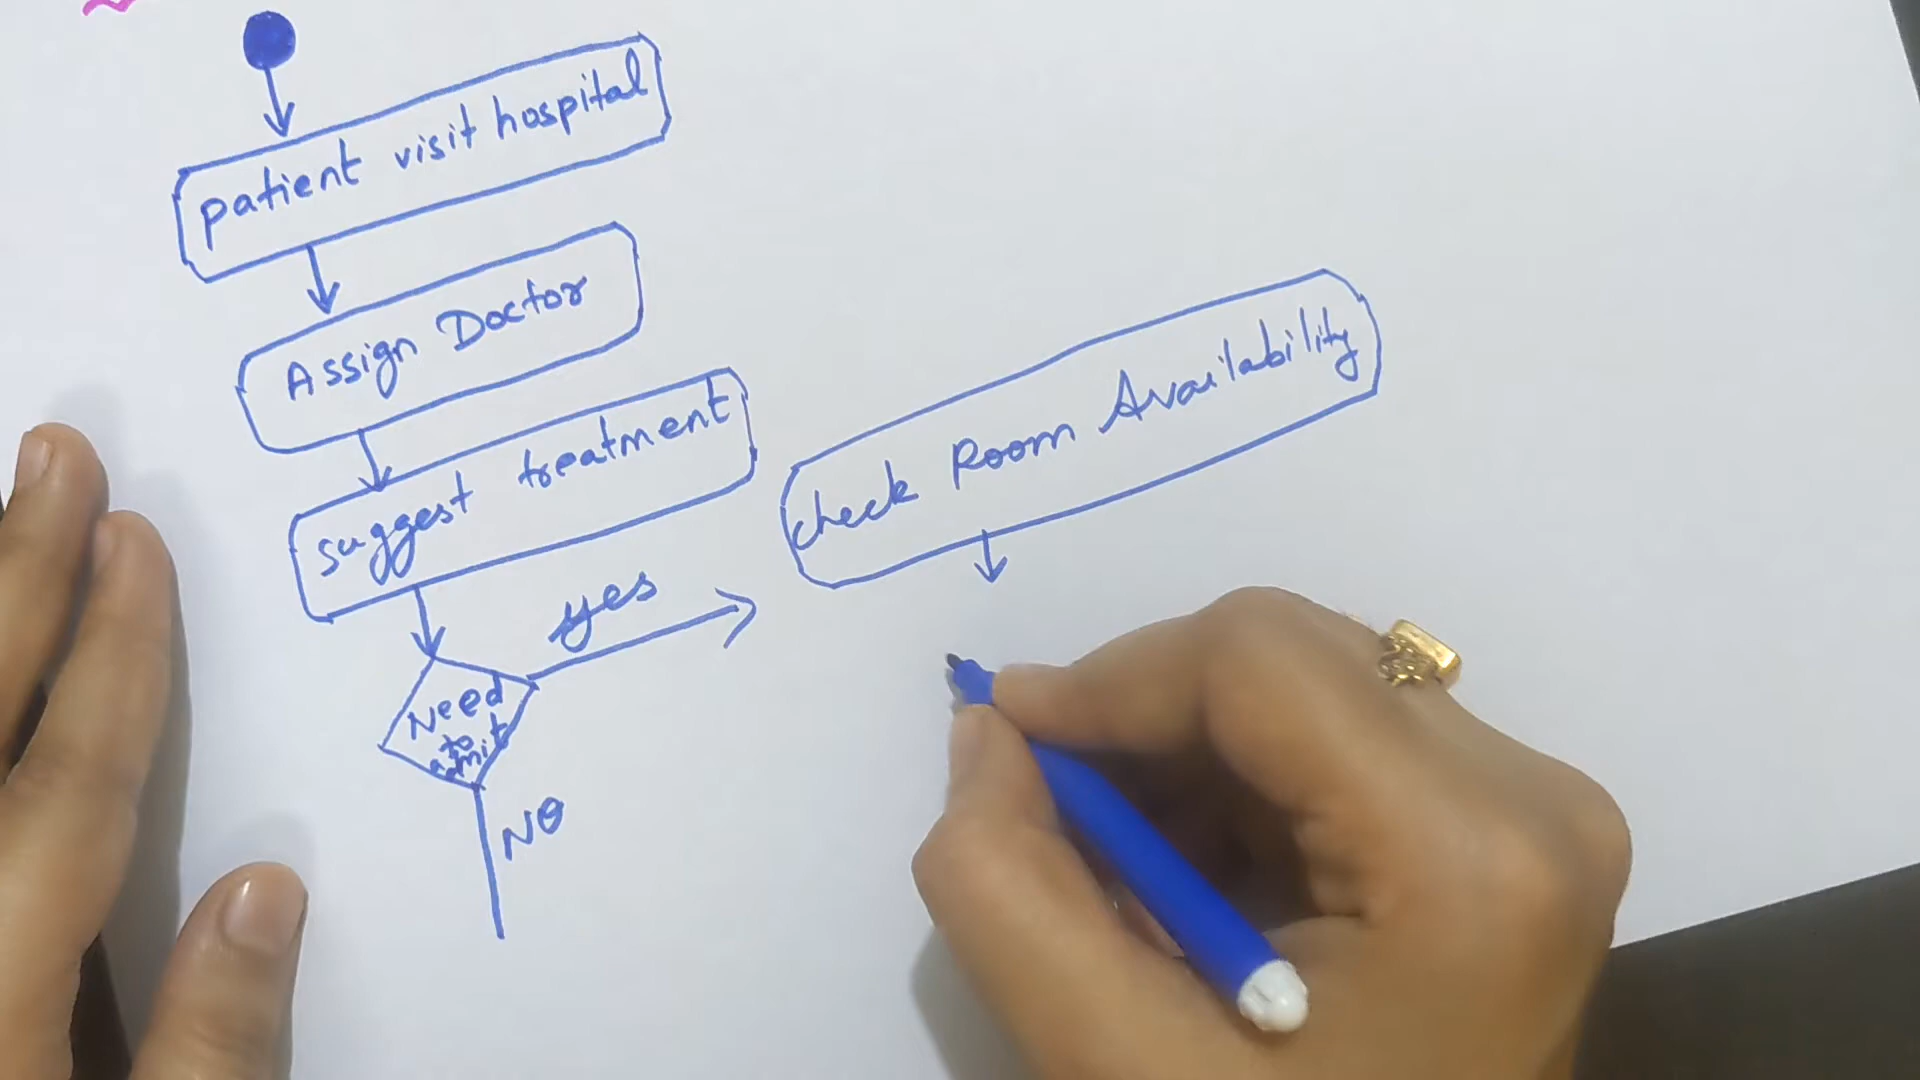 patient visit hospital
Assign Doctor
suggest treatment
yes
Need
to
admit
NO
check Room Availability